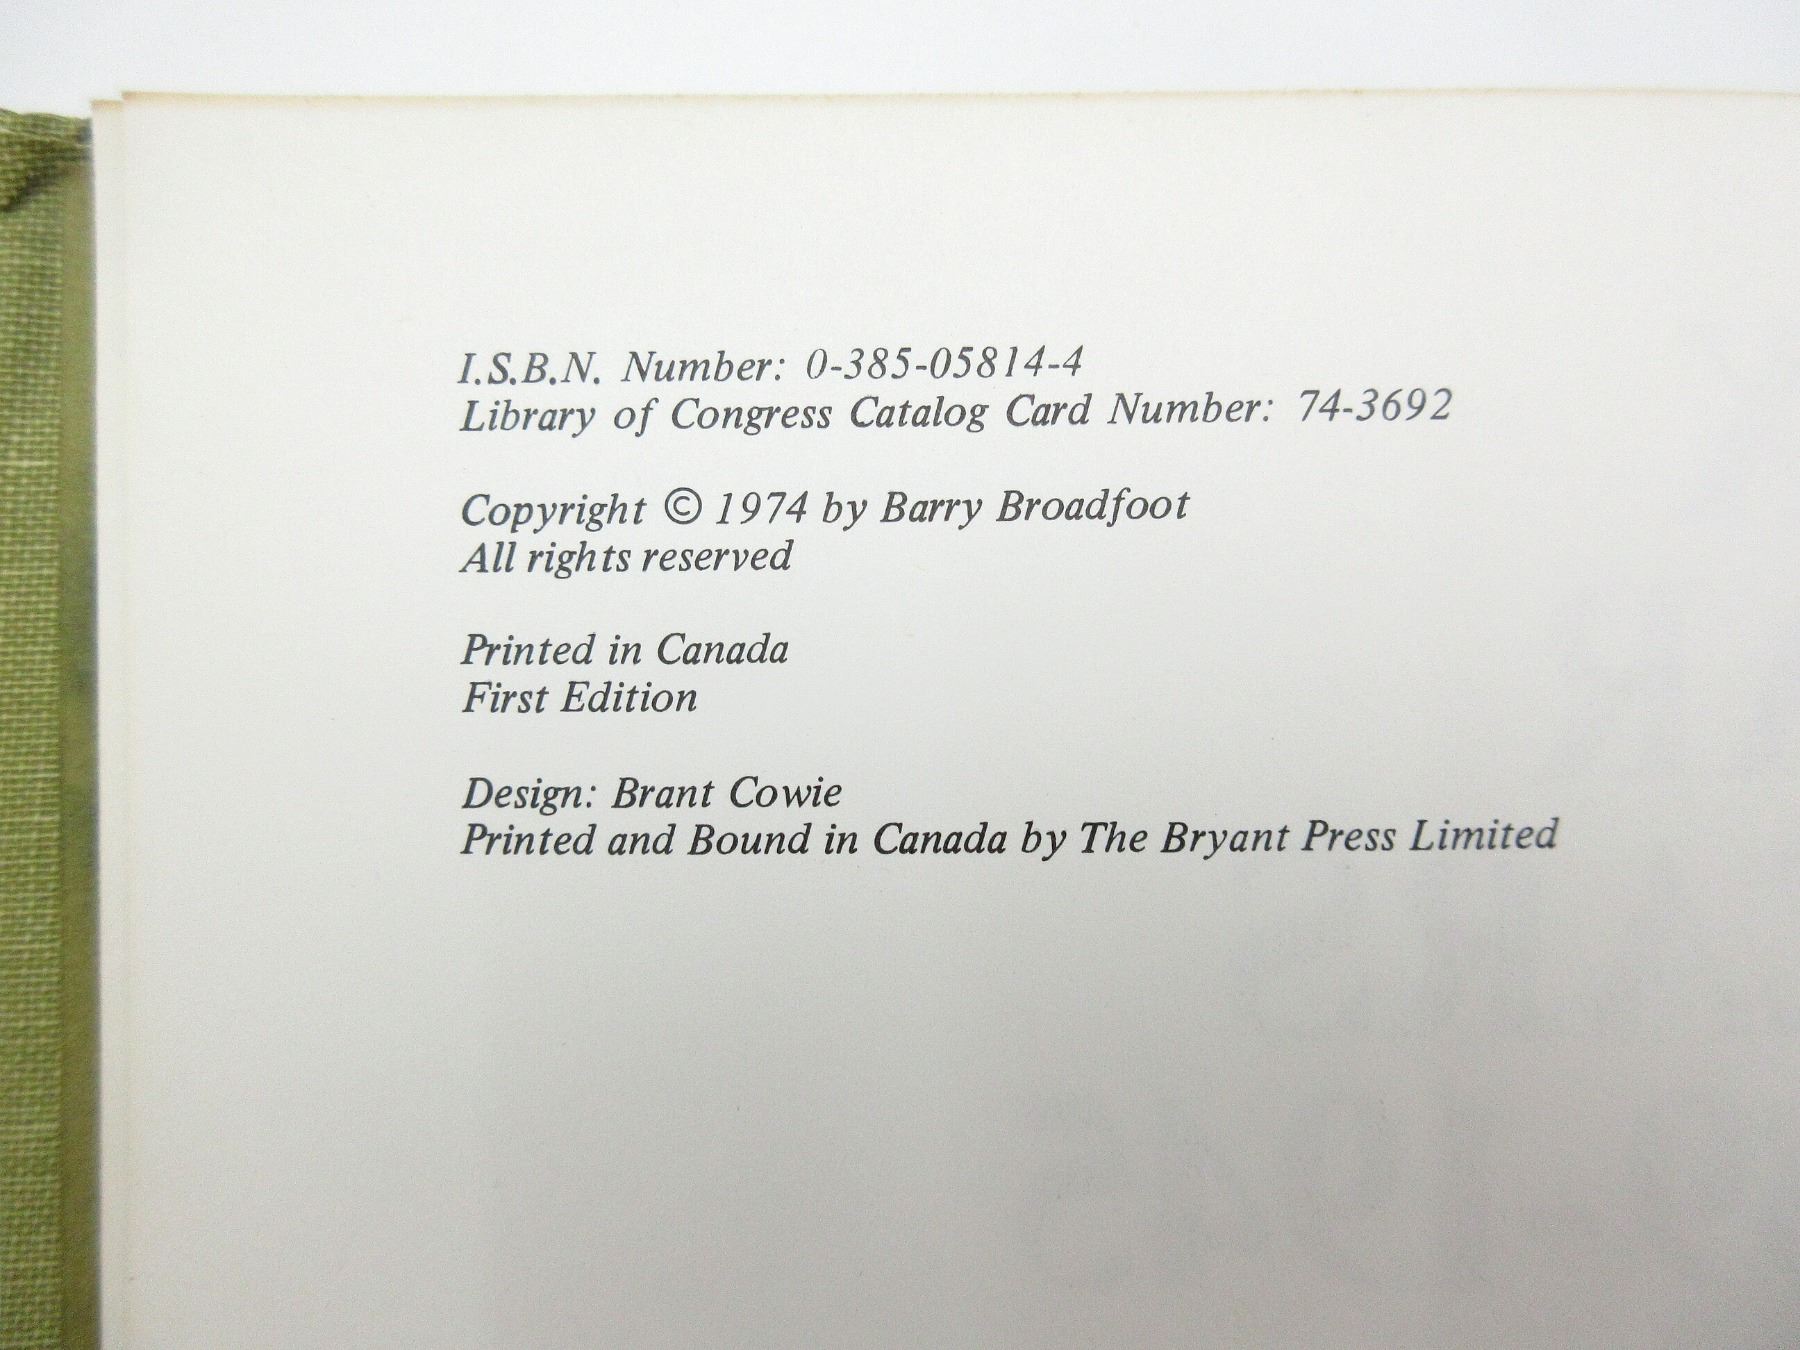 I.S.B.N. Number: 0-385-05814-4
Library of Congress Catalog Card Number: 74-3692
Copyright © 1974 by Barry Broadfoot
All rights reserved
Printed in Canada
First Edition
Design: Brant Cowie
Printed and Bound in Canada by The Bryant Press Limited